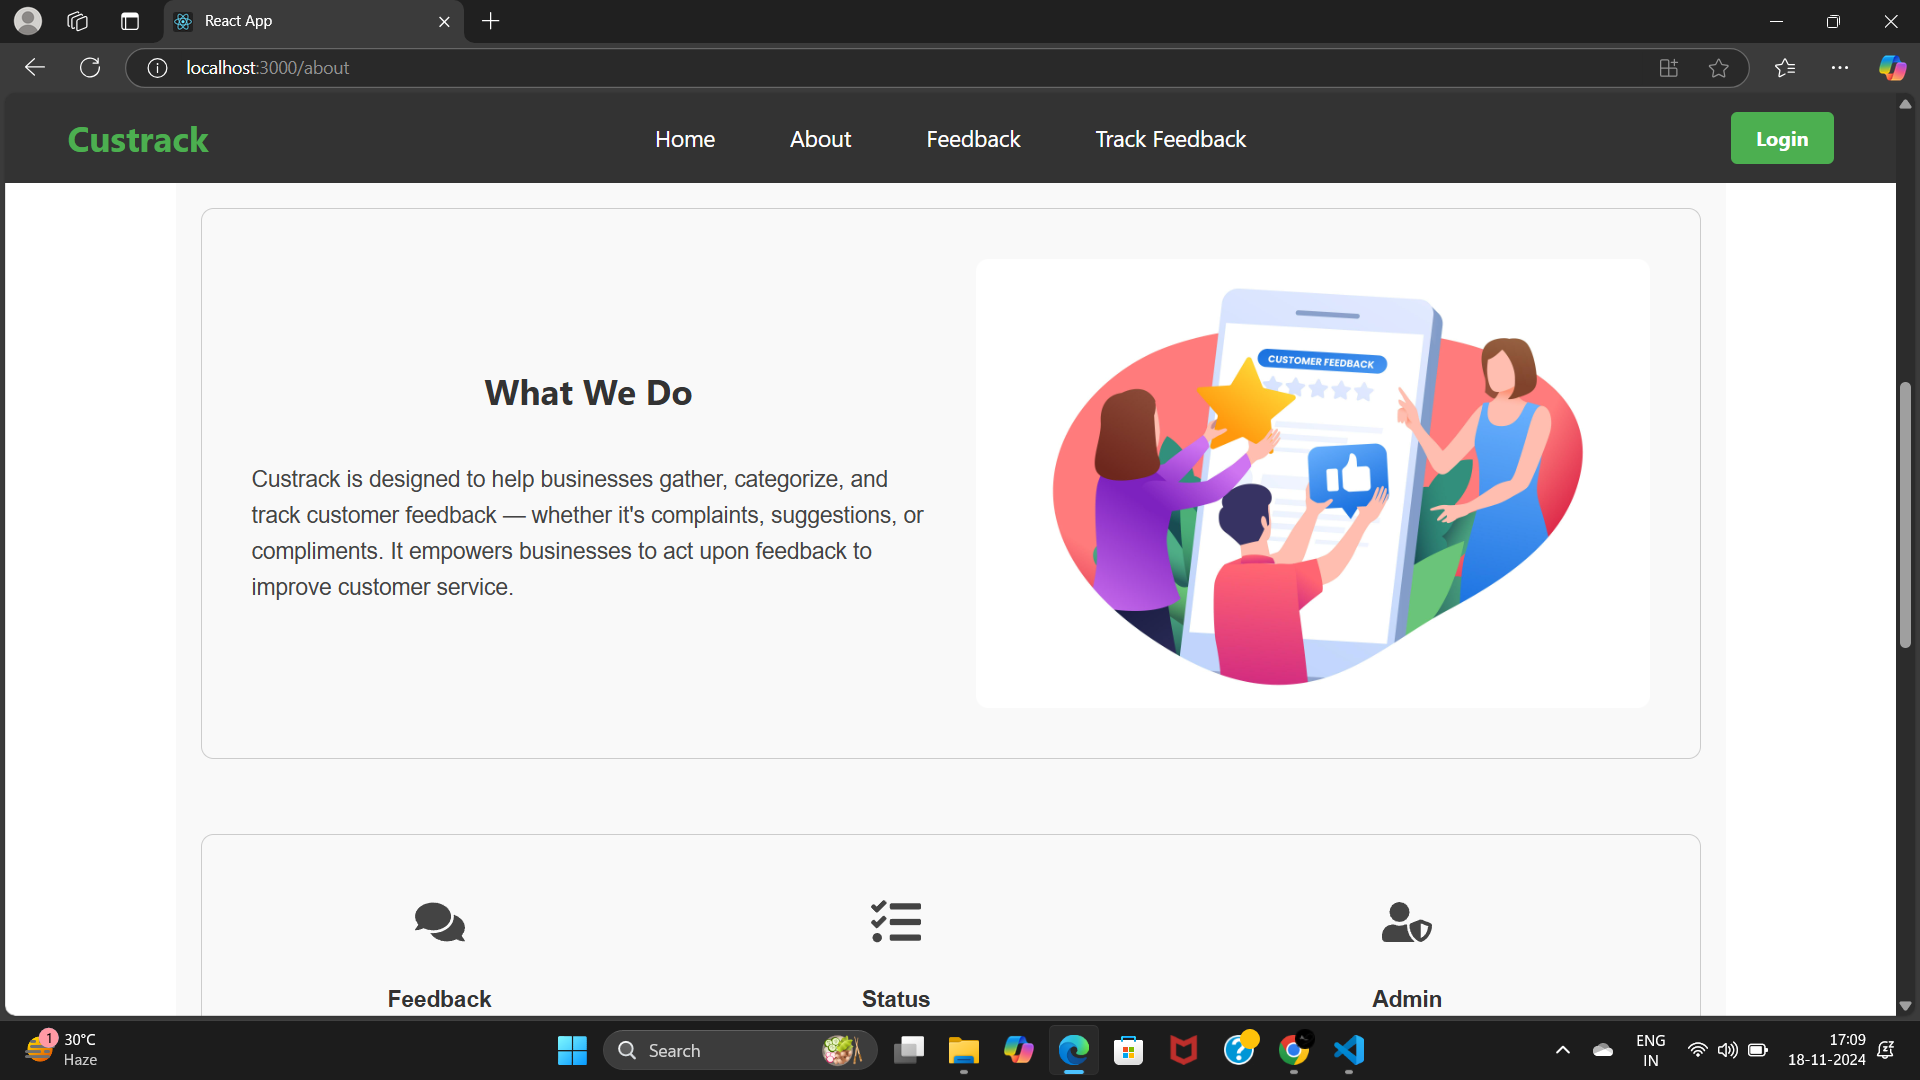 React App
localhost:3000/about
Custrack
Home
About
Feedback
Track Feedback
Login
What We Do
Custrack is designed to help businesses gather, categorize, and
track customer feedback — whether it's complaints, suggestions, or
compliments. It empowers businesses to act upon feedback to
improve customer service.
CUSTOMER FEEDBACK
Feedback
Status
Admin
1
30°C
Haze
Search
ENG
IN
17:09
18-11-2024